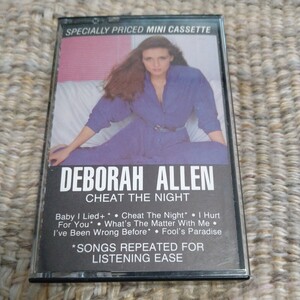 SPECIALLY PRICED MINI CASSETTE
DEBORAH ALLEN
CHEAT THE NIGHT
Baby I Lied+* • Cheat The Night* • I Hurt
For You* • What's The Matter With Me •
I've Been Wrong Before* • Fool's Paradise
*SONGS REPEATED FOR
LISTENING EASE